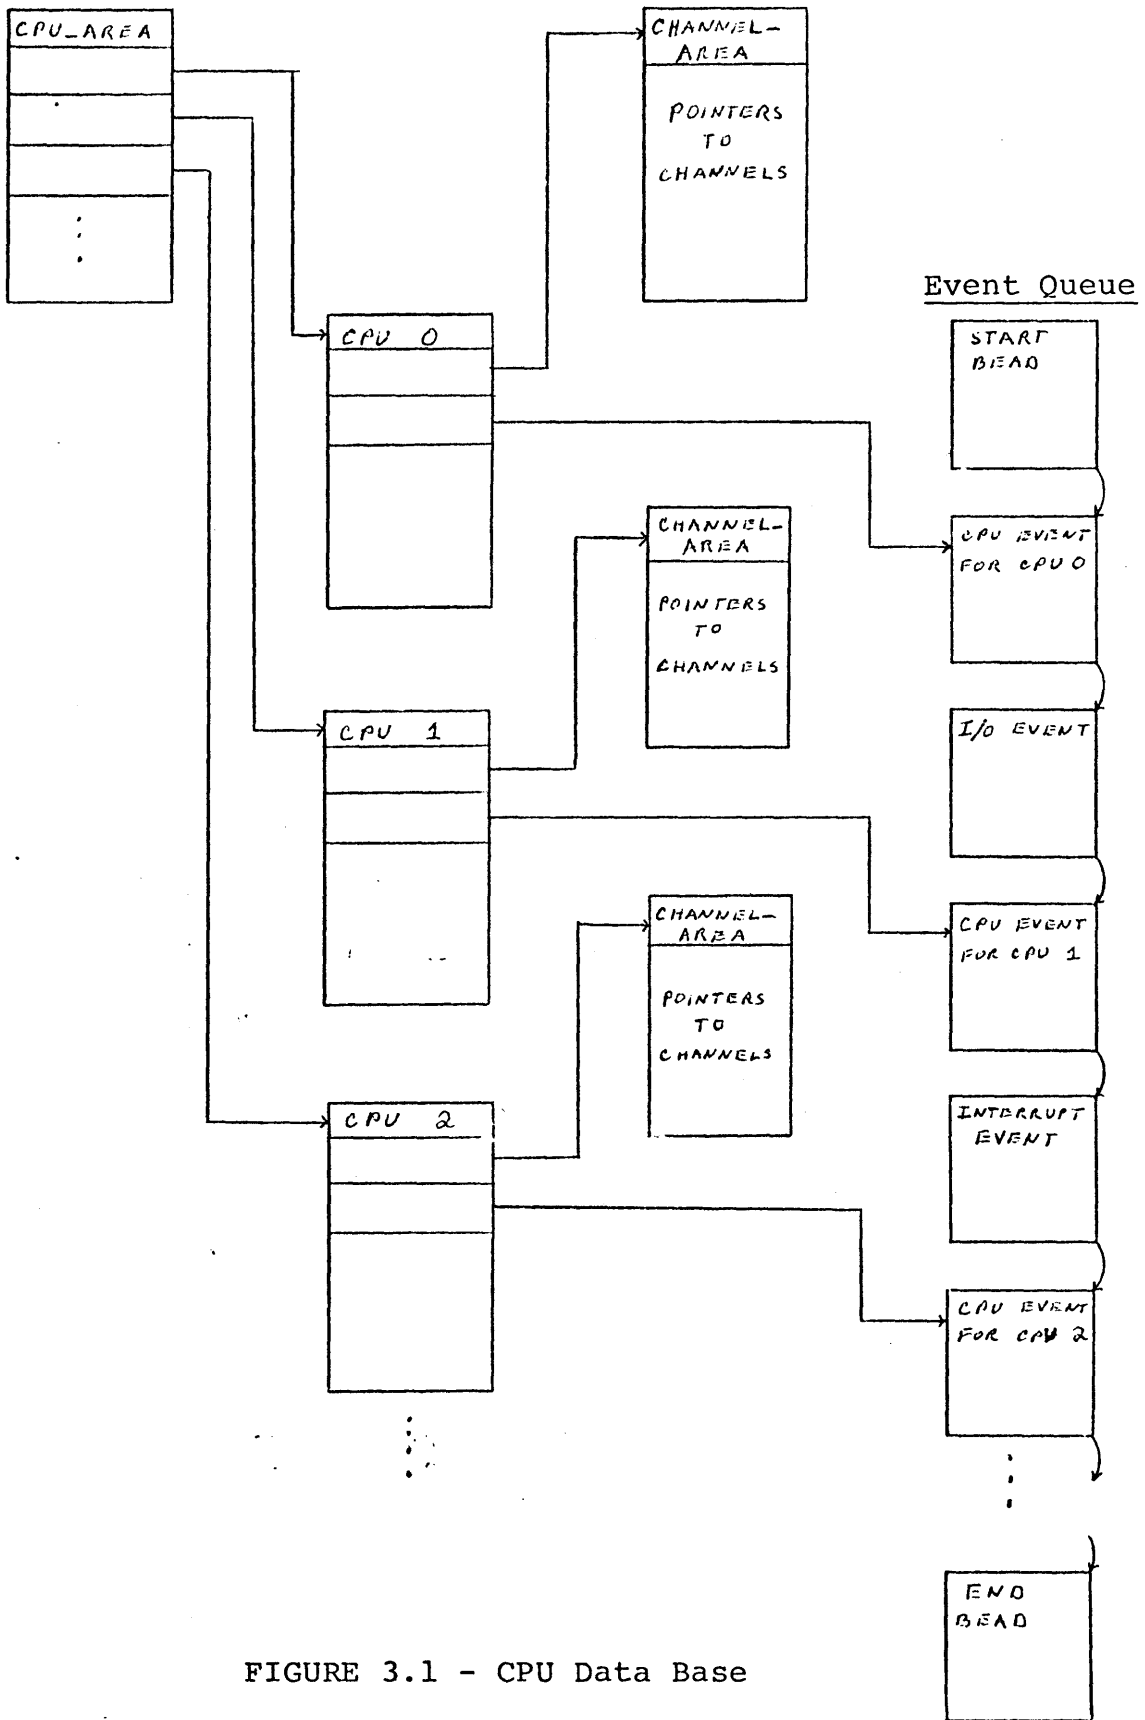 CPU_AREA
CHANNEL-
AREA
POINTERS
TO
CHANNELS
Event Queue
CPU 0
START
BEAD
CHANNEL-
AREA
POINTERS
TO
CHANNELS
CPU EVENT
FOR CPU 0
CPU 1
I/O EVENT
CHANNEL-
AREA
POINTERS
TO
CHANNELS
CPU EVENT
FOR CPU 1
CPU 2
INTERRUPT
EVENT
CPU EVENT
FOR CPU 2
END
BEAD
FIGURE 3.1 - CPU Data Base